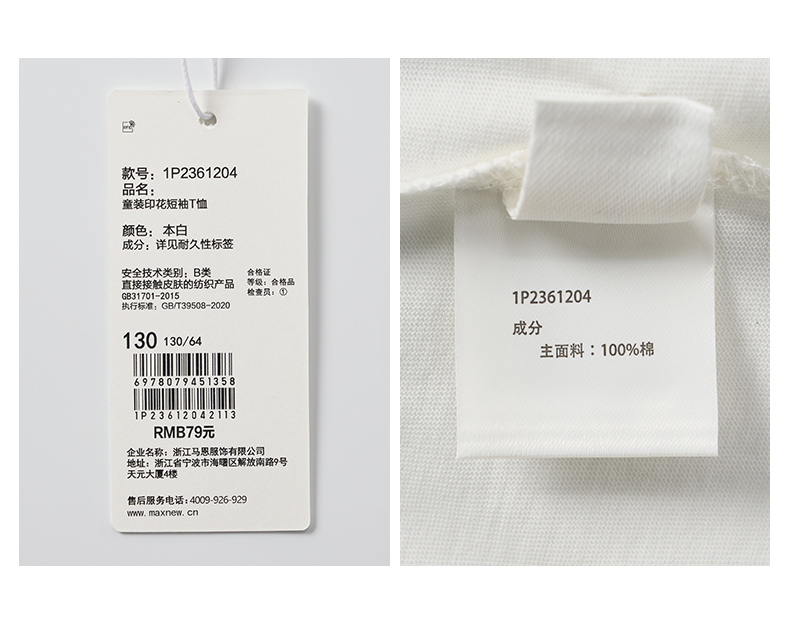 款号: 1P2361204
品名:
童装印花短袖T恤
颜色: 本白
成分: 详见耐久性标签
安全技术类别: B类
直接接触皮肤的纺织产品
GB31701-2015
执行标准: GB/T39508-2020
合格证
等级: 合格品
检查员: ①
130 130/64
6978079451358
1P23612042113
RMB79元
企业名称: 浙江马恩服饰有限公司
地址: 浙江省宁波市海曙区解放南路9号
天元大厦4楼
售后服务电话: 4009-926-929
www.maxnew.cn
1P2361204
成分
主面料：100%棉